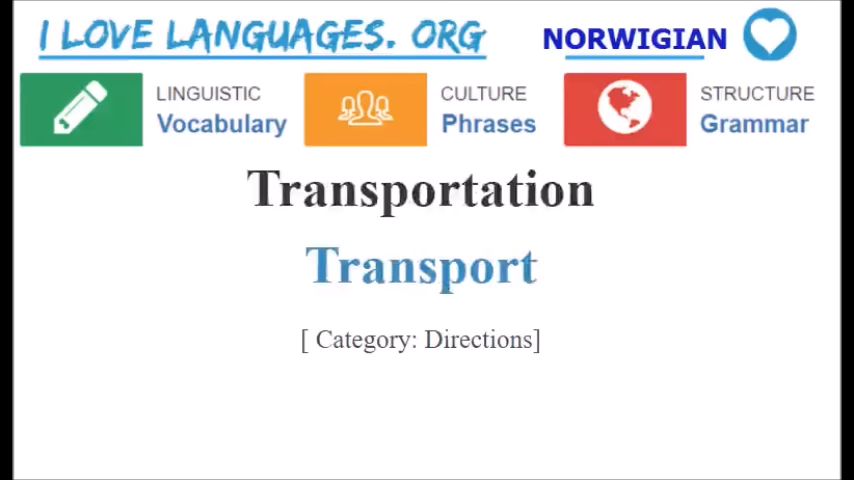 I LOVE LANGUAGES. ORG
NORWIGIAN
LINGUISTIC
Vocabulary
CULTURE
Phrases
STRUCTURE
Grammar
Transportation
Transport
[ Category: Directions]